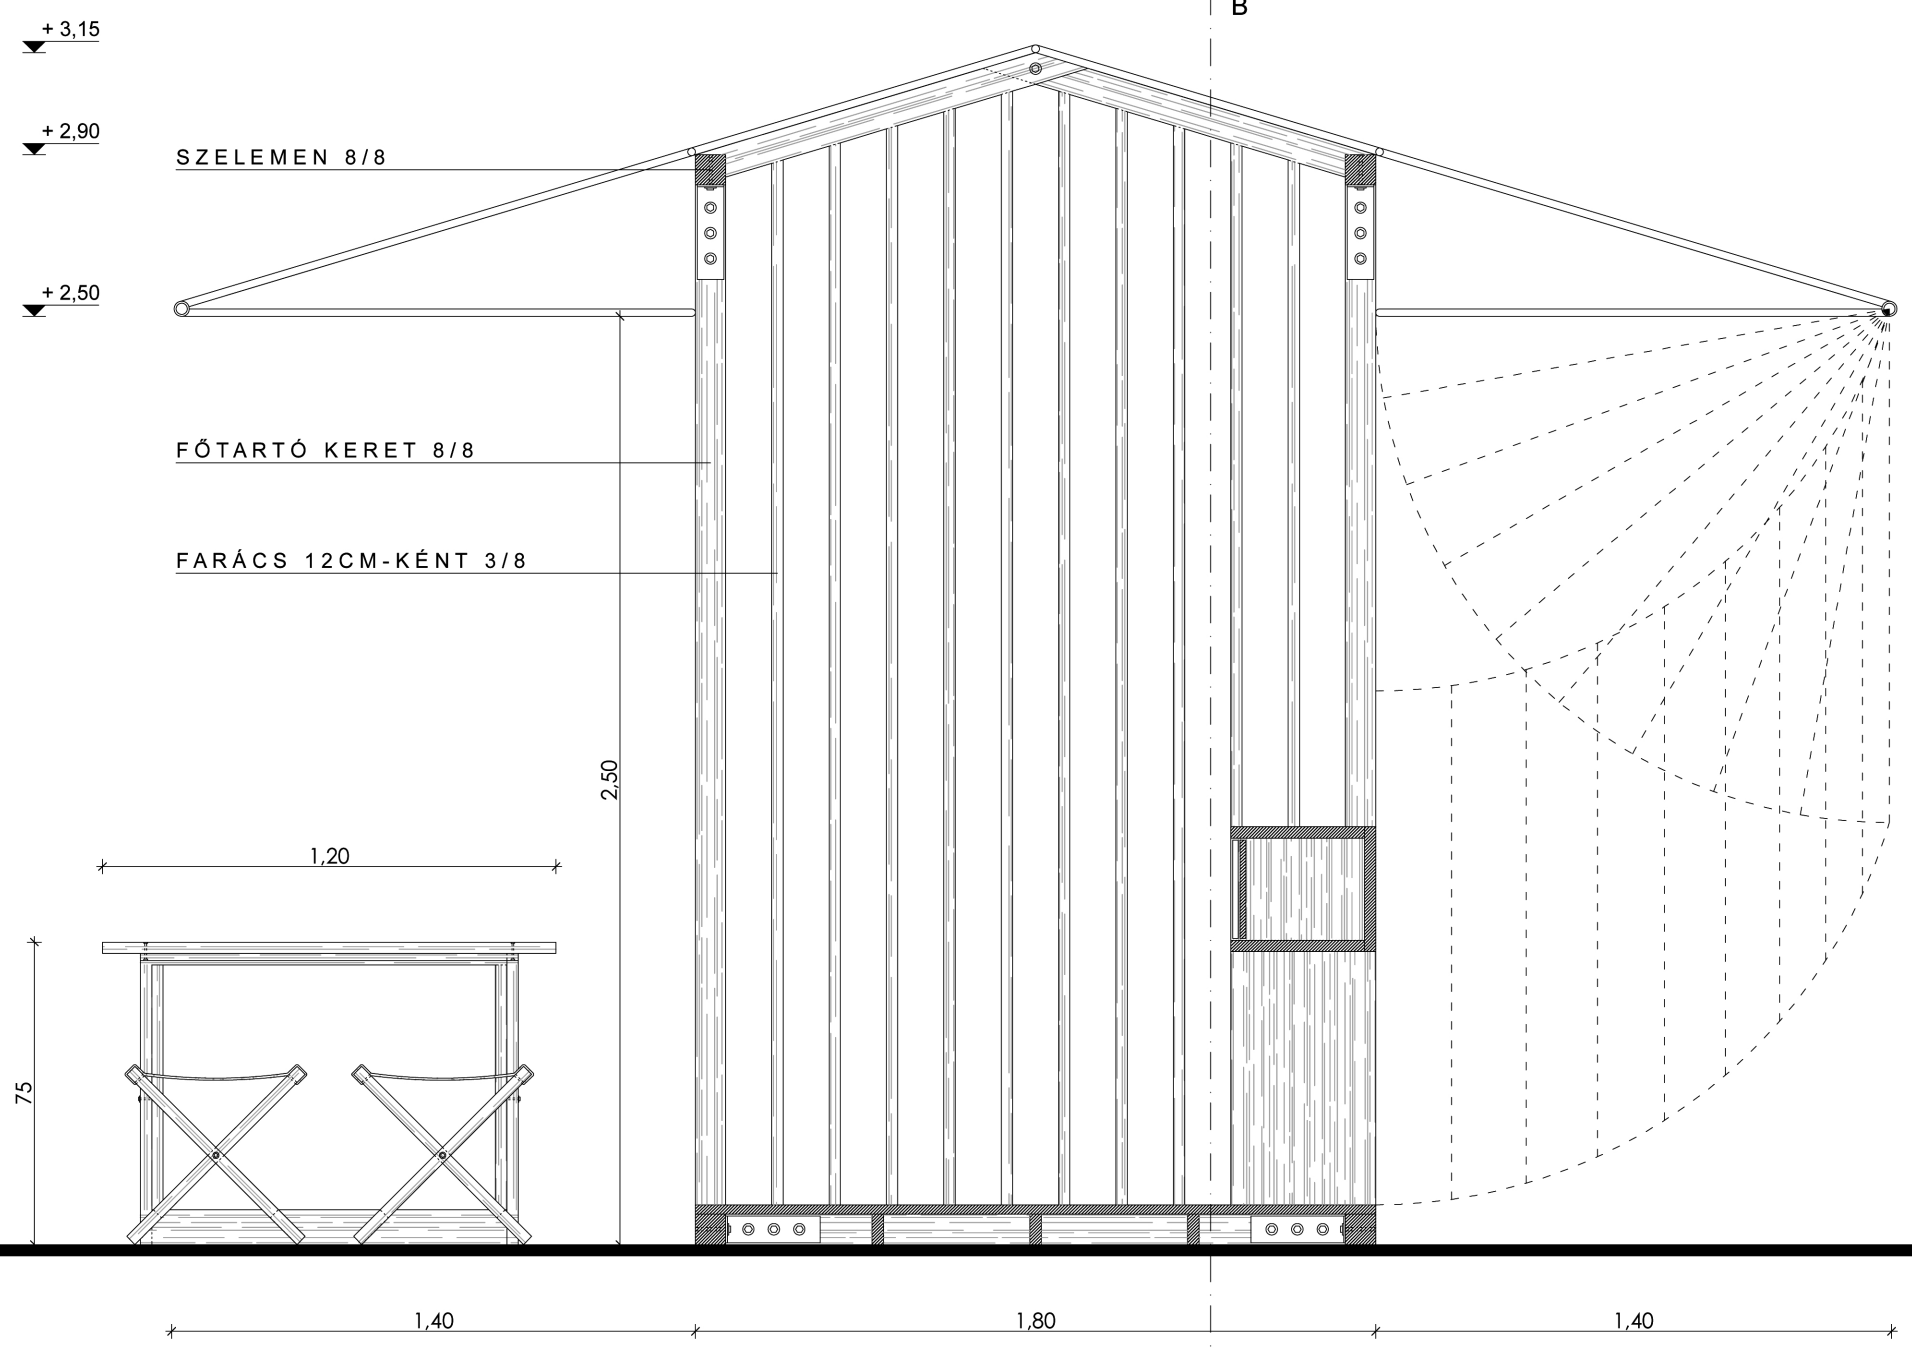 B
+ 3,15
+ 2,90
SZELEMEN 8/8
+ 2,50
FŐTARTÓ KERET 8/8
FARÁCS 12CM-KÉNT 3/8
2,50
1,20
75
1,40
1,80
1,40